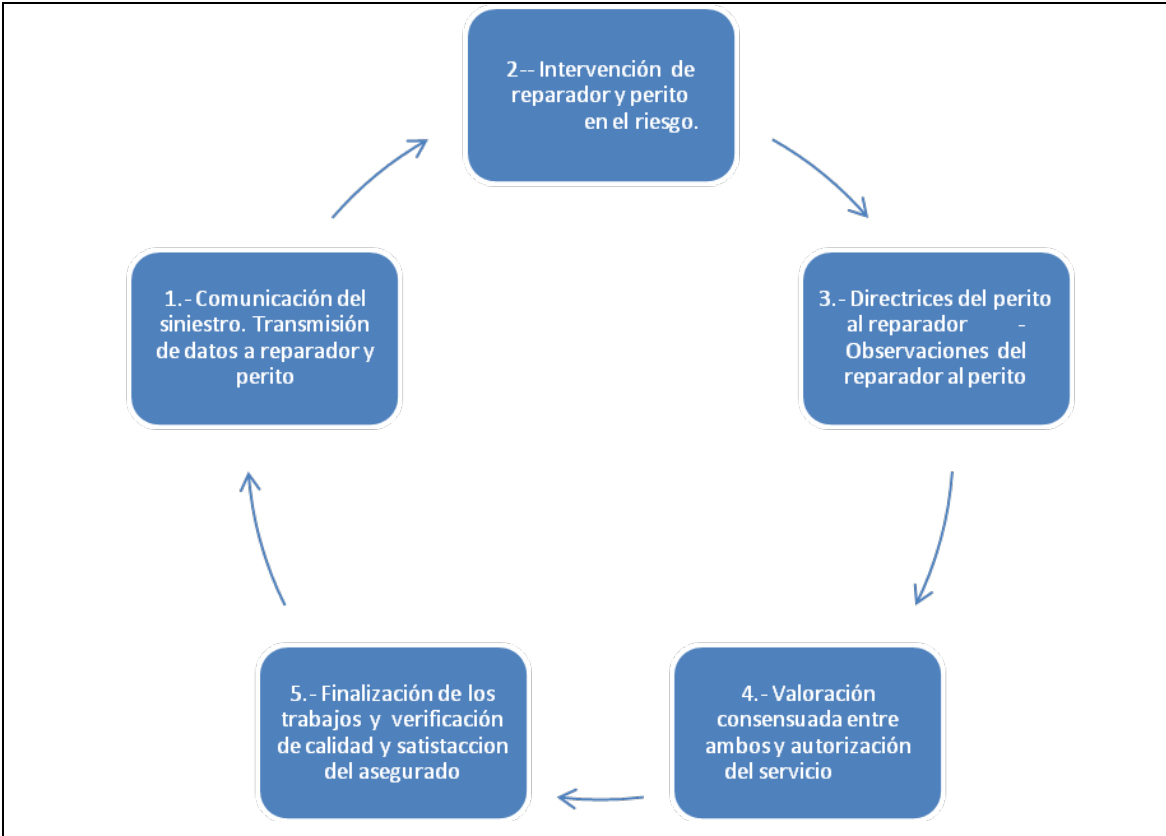 1.- Comunicación del
siniestro. Transmisión
de datos a reparador y
perito
2-- Intervención de
reparador y perito
en el riesgo.
3.- Directrices del perito
al reparador -
Observaciones del
reparador al perito
4.- Valoración
consensuada entre
ambos y autorización
del servicio
5.- Finalización de los
trabajos y verificación
de calidad y satistaccion
del asegurado